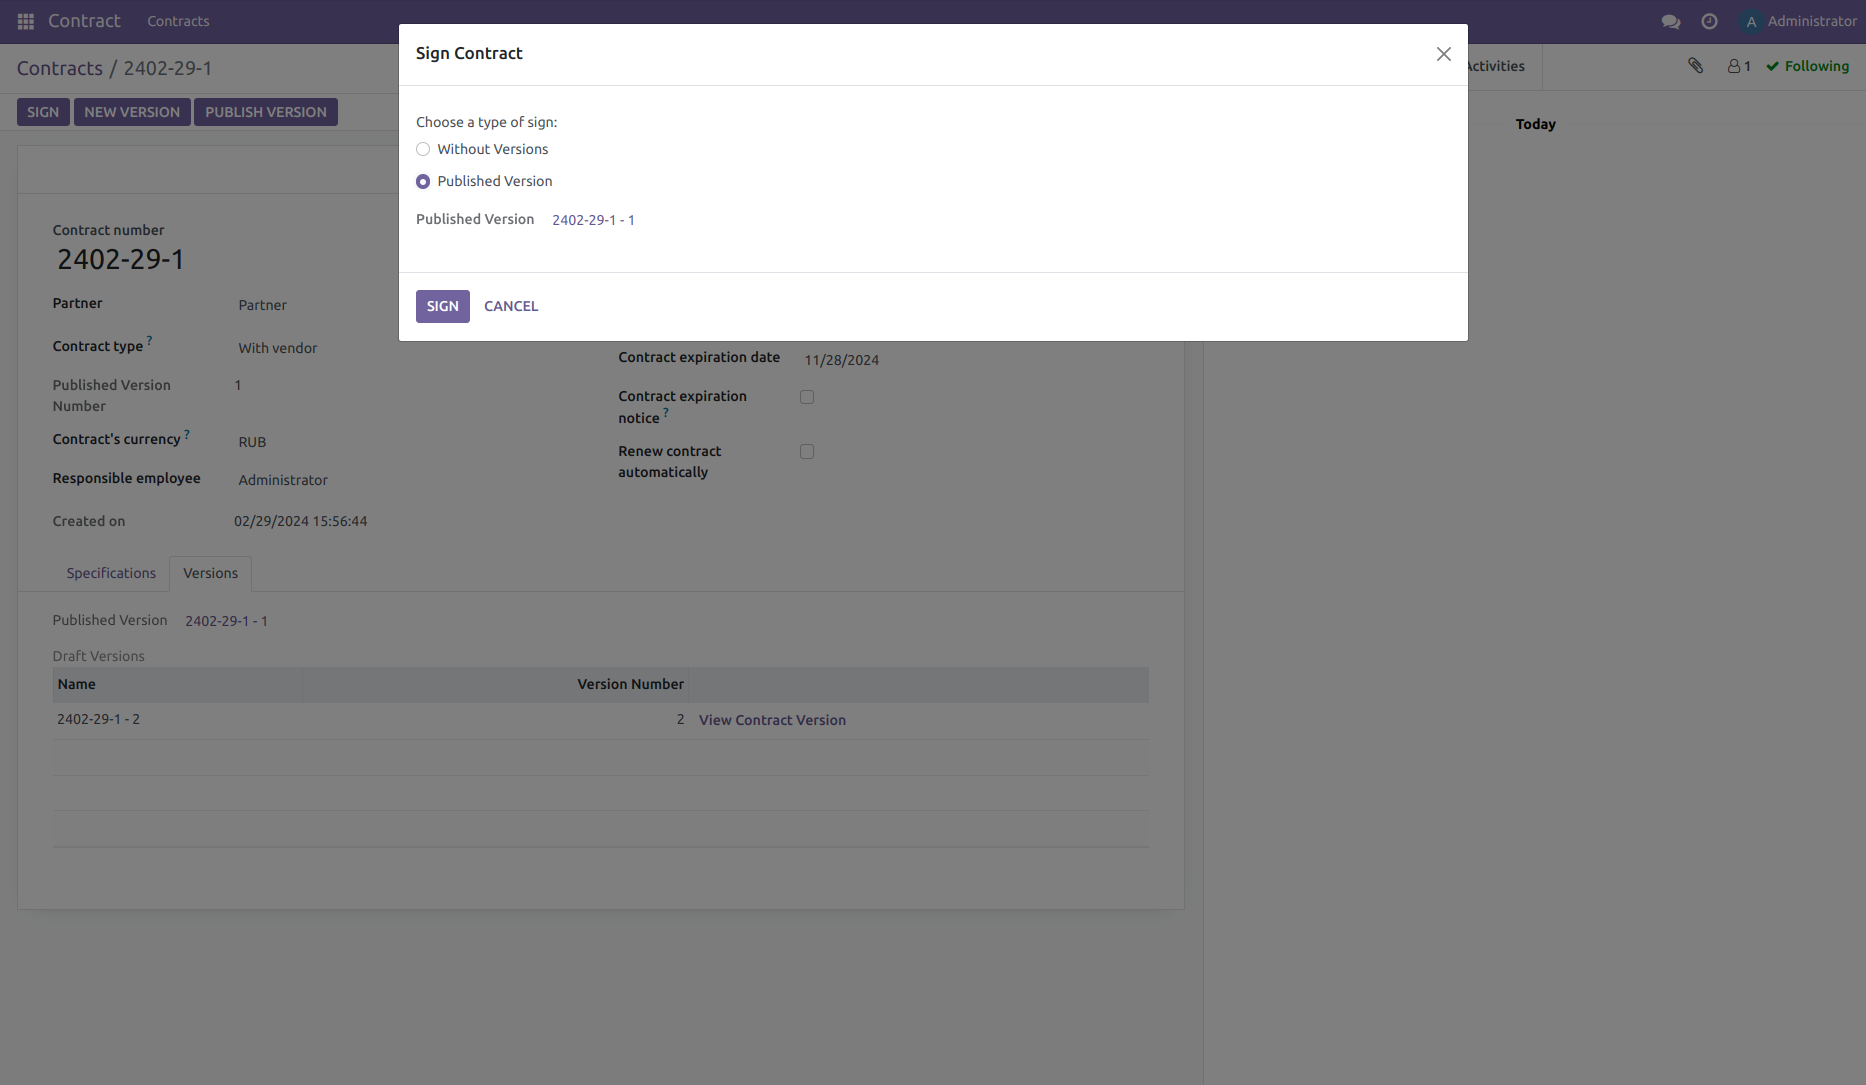 Contract
Contracts
A Administrator
Contracts / 2402-29-1
Activities
1
Following
SIGN
NEW VERSION
PUBLISH VERSION
Today
Sign Contract
Choose a type of sign:
Without Versions
Published Version
Published Version 2402-29-1 - 1
SIGN CANCEL
Contract number
2402-29-1
Partner Partner
Contract type ? With vendor
Published Version
Number
1
Contract's currency ? RUB
Responsible employee Administrator
Created on 02/29/2024 15:56:44
Contract expiration date 11/28/2024
Contract expiration
notice ?
Renew contract
automatically
Specifications Versions
Published Version 2402-29-1 - 1
Draft Versions
Name Version Number
2402-29-1 - 2 2 View Contract Version